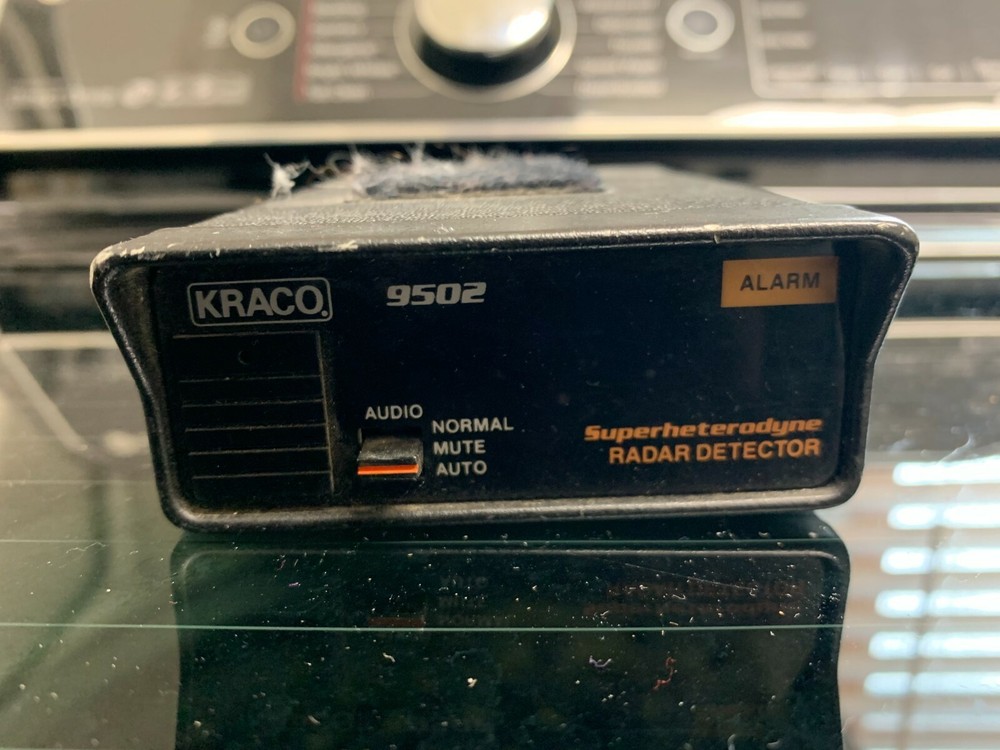 KRACO.
9502
ALARM
AUDIO
NORMAL
MUTE
AUTO
Superheterodyne
RADAR DETECTOR